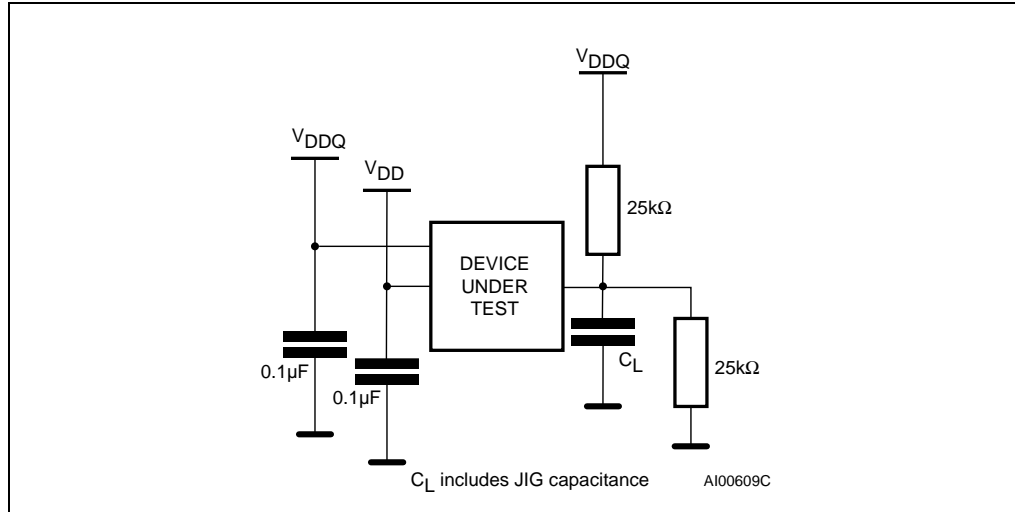 VDDQ
VDDQ
VDD
25kΩ
DEVICE
UNDER
TEST
0.1µF
0.1µF
CL
25kΩ
CL includes JIG capacitance
AI00609C